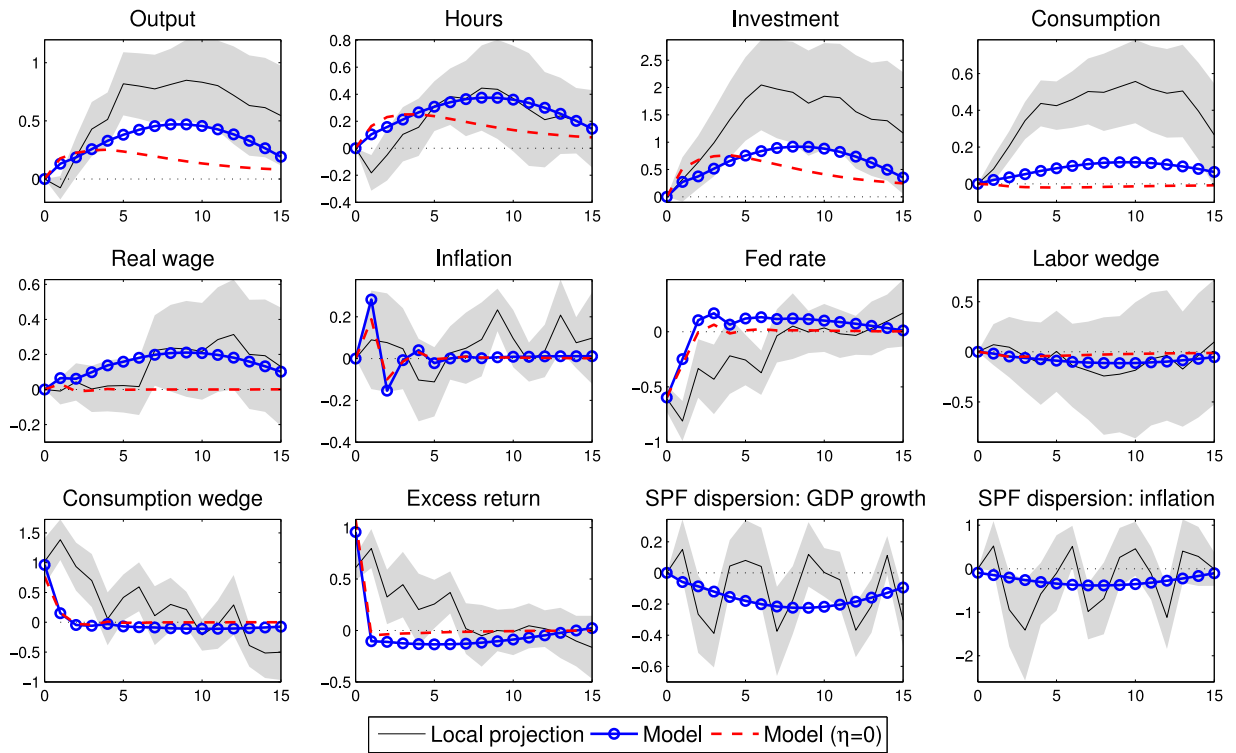 Output
1
0.5
0
0 5 10 15
Hours
0.8
0.6
0.4
0.2
0
−0.2
−0.4
0 5 10 15
Investment
2.5
2
1.5
1
0.5
0
0 5 10 15
Consumption
0.6
0.4
0.2
0
0 5 10 15
Real wage
0.6
0.4
0.2
0
−0.2
0 5 10 15
Inflation
0.2
0
−0.2
−0.4
0 5 10 15
Fed rate
0
−0.5
−1
0 5 10 15
Labor wedge
0.5
0
−0.5
0 5 10 15
Consumption wedge
1.5
1
0.5
0
−0.5
−1
0 5 10 15
Excess return
1
0.5
0
−0.5
0 5 10 15
SPF dispersion: GDP growth
0.2
0
−0.2
−0.4
−0.6
0 5 10 15
SPF dispersion: inflation
1
0
−1
−2
0 5 10 15
Local projection Model Model (η=0)